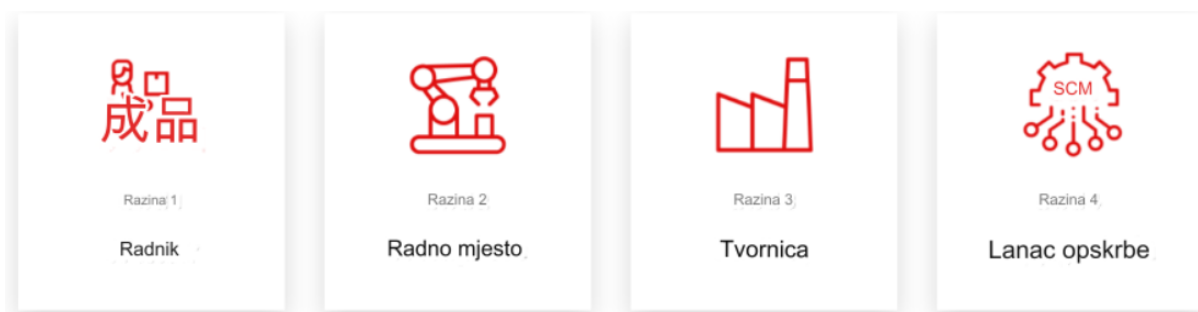 成品
SCM
Razina 1
Razina 2
Razina 3
Razina 4
Radnik
Radno mjesto
Tvornica
Lanac opskrbe